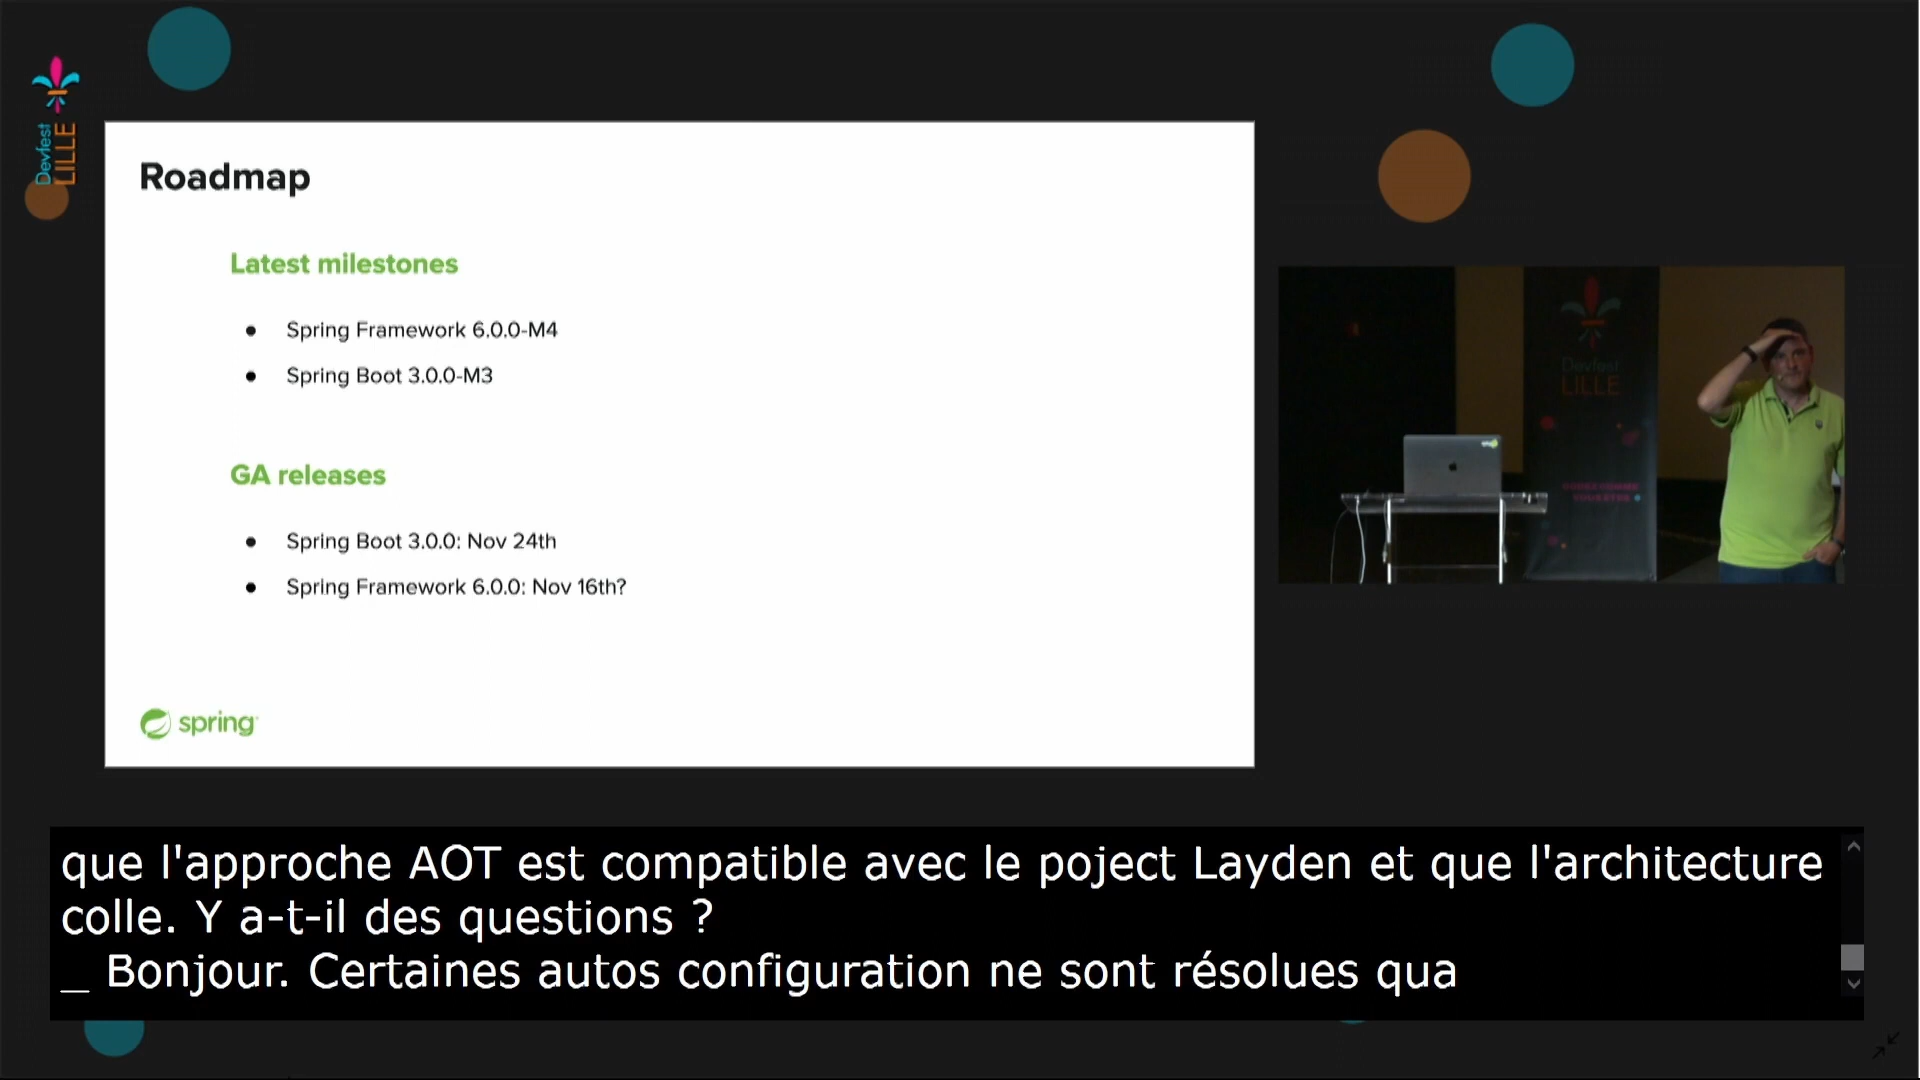 Devfest
LILLE
Roadmap
Latest milestones
● Spring Framework 6.0.0-M4
● Spring Boot 3.0.0-M3
GA releases
● Spring Boot 3.0.0: Nov 24th
● Spring Framework 6.0.0: Nov 16th?
spring
Devfest
LILLE
que l'approche AOT est compatible avec le poject Layden et que l'architecture
colle. Y a-t-il des questions ?
_ Bonjour. Certaines autos configuration ne sont résolues qua